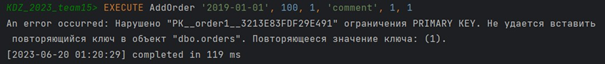 KDZ_2023_team15> EXECUTE AddOrder '2019-01-01', 100, 1, 'comment', 1, 1
An error occurred: Нарушено "PK__order1__3213E83FDF29E491" ограничения PRIMARY KEY. Не удается вставить
повторяющийся ключ в объект "dbo.orders". Повторяющееся значение ключа: (1).
[2023-06-20 01:20:29] completed in 119 ms